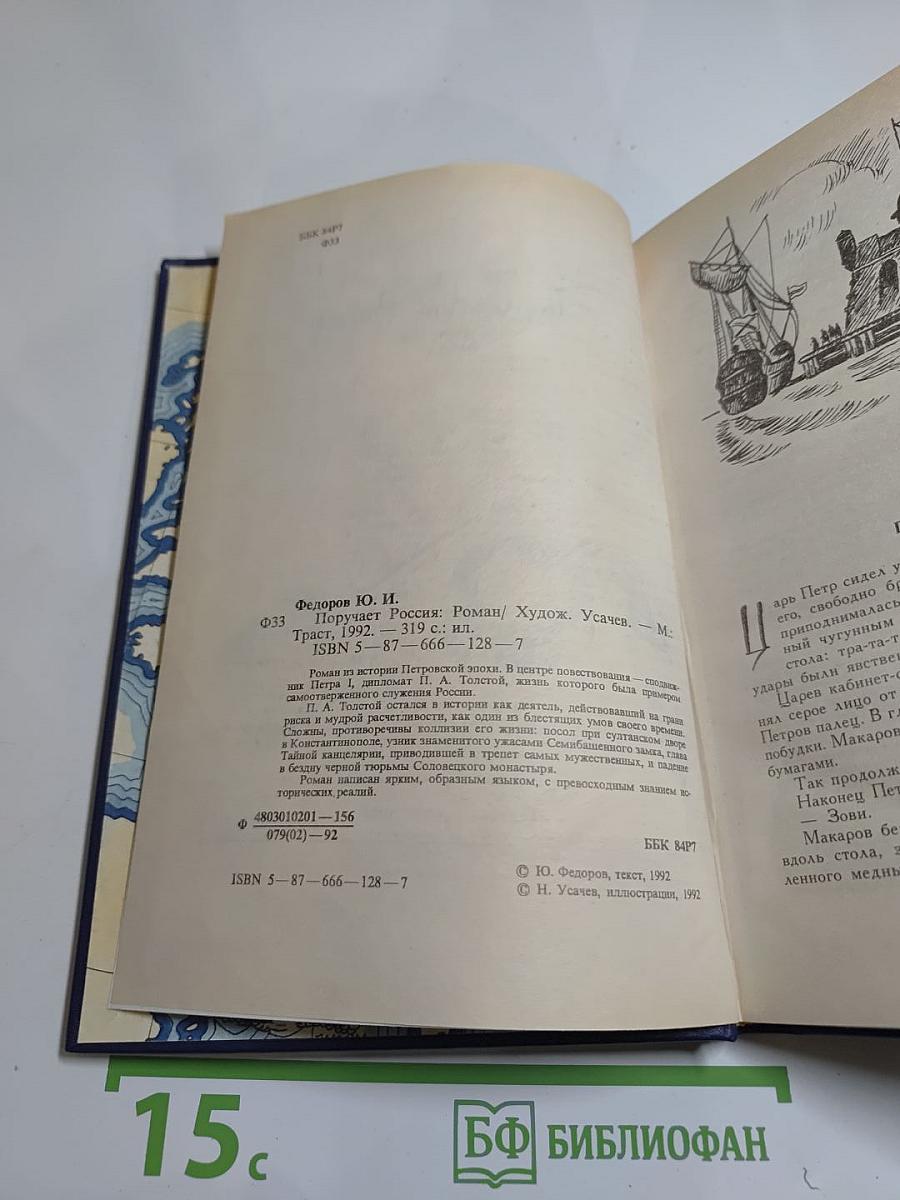 ББК 84Р7
Ф33
Федоров Ю. И.
Ф33 Поручает Россия: Роман/ Худож. Усачев. — М.:
Траст, 1992. — 319 с.: ил.
ISBN 5—87—666—128—7
Роман из истории Петровской эпохи. В центре повествования — сподвиж-
ник Петра I, дипломат П. А. Толстой, жизнь которого была примером
самоотверженного служения России.
П. А. Толстой остался в истории как деятель, действовавший на грани
риска и мудрой расчетливости, как один из блестящих умов своего времени.
Сложны, противоречивы коллизии его жизни: посол при султанском дворе
в Константинополе, узник знаменитого ужасами Семибашенного замка, глава
Тайной канцелярии, приводившей в трепет самых мужественных, и падение
в бездну черной тюрьмы Соловецкого монастыря.
Роман написан ярким, образным языком, с превосходным знанием ис-
торических реалий.
Ф 4803010201—156
079(02)—92
ББК 84Р7
ISBN 5—87—666—128—7
© Ю. Федоров, текст, 1992
© Н. Усачев, иллюстрации, 1992
Царь Петр сидел у
его, свободно бр
приподнималась
ный чугунным
стола: тра-та-т
удары были явствен
Царев кабинет-с
нял серое лицо от
Петров палец. В гл
побудки. Макаров
бумагами.
Так продолж
Наконец Пет
— Зови.
Макаров бе
вдоль стола, з
ленного медны
15 с
БФ БИБЛИОФАН